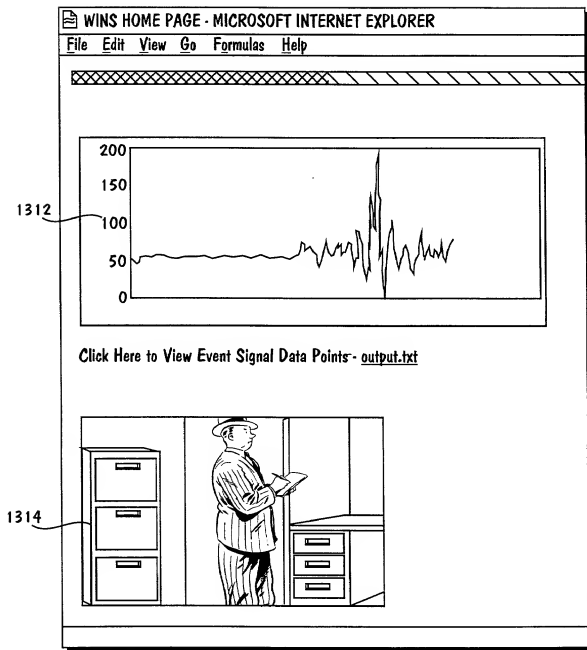 WINS HOME PAGE - MICROSOFT INTERNET EXPLORER
File Edit View Go Formulas Help
200
150
1312
100
50
0
Click Here to View Event Signal Data Points- output.txt
1314